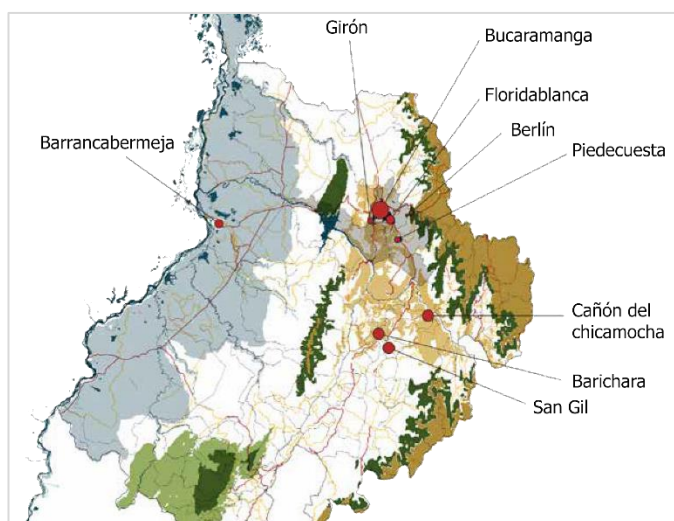 Girón
Bucaramanga
Floridablanca
Berlín
Piedecuesta
Barrancabermeja
Cañón del
chicamocha
Barichara
San Gil